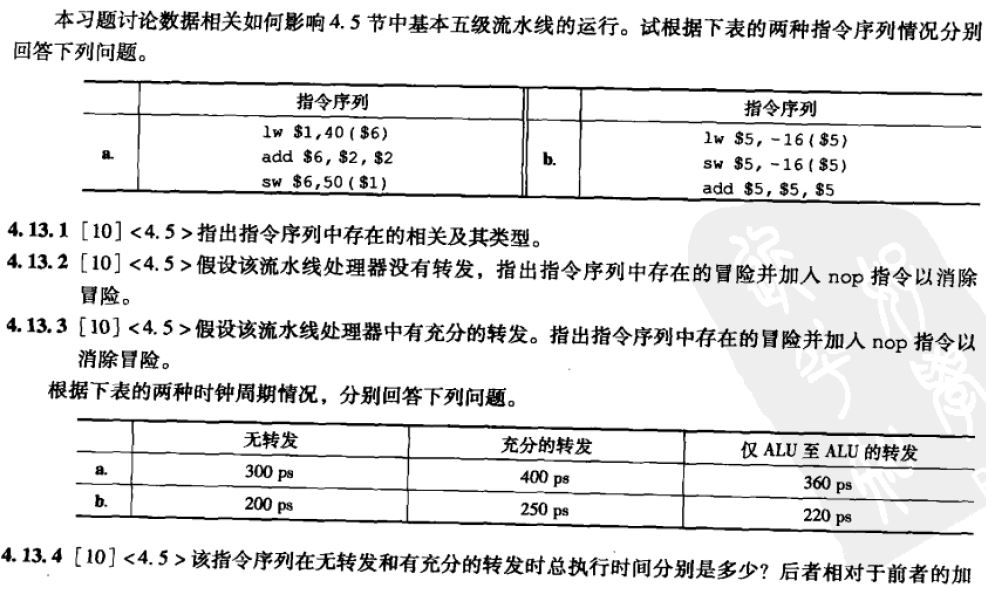 本习题讨论数据相关如何影响4.5节中基本五级流水线的运行。试根据下表的两种指令序列情况分别
回答下列问题。
指令序列 指令序列
a. lw $1,40($6) b. lw $5,-16($5)
add $6,$2,$2 sw $5,-16($5)
sw $6,50($1) add $5,$5,$5
4.13.1 [10]<4.5>指出指令序列中存在的相关及其类型。
4.13.2 [10]<4.5>假设该流水线处理器没有转发，指出指令序列中存在的冒险并加入 nop 指令以消除
冒险。
4.13.3 [10]<4.5>假设该流水线处理器中有充分的转发。指出指令序列中存在的冒险并加入 nop 指令以
消除冒险。
根据下表的两种时钟周期情况，分别回答下列问题。
无转发 充分的转发 仅 ALU 至 ALU 的转发
a. 300 ps 400 ps 360 ps
b. 200 ps 250 ps 220 ps
4.13.4 [10]<4.5>该指令序列在无转发和有充分的转发时总执行时间分别是多少？后者相对于前者的加